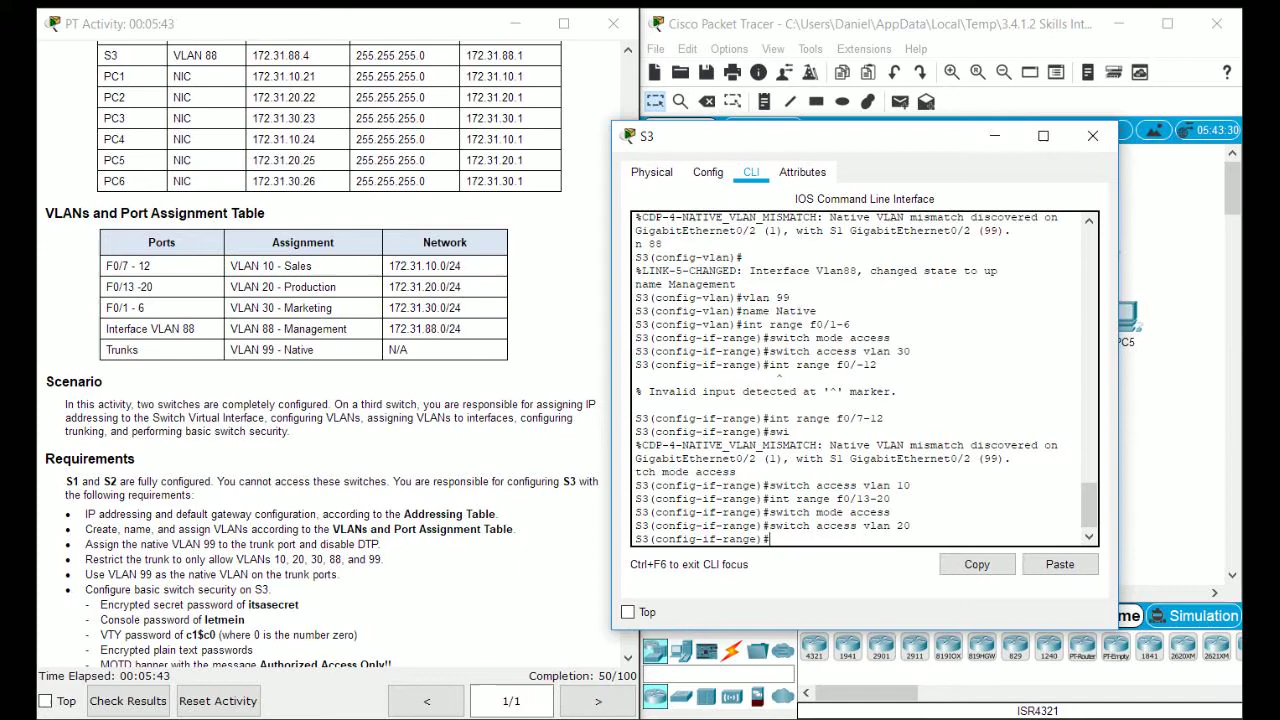 PT Activity: 00:05:43
S3 VLAN 88 172.31.88.4 255.255.255.0 172.31.88.1
PC1 NIC 172.31.10.21 255.255.255.0 172.31.10.1
PC2 NIC 172.31.20.22 255.255.255.0 172.31.20.1
PC3 NIC 172.31.30.23 255.255.255.0 172.31.30.1
PC4 NIC 172.31.10.24 255.255.255.0 172.31.10.1
PC5 NIC 172.31.20.25 255.255.255.0 172.31.20.1
PC6 NIC 172.31.30.26 255.255.255.0 172.31.30.1
VLANs and Port Assignment Table
Ports Assignment Network
F0/7 - 12 VLAN 10 - Sales 172.31.10.0/24
F0/13 -20 VLAN 20 - Production 172.31.20.0/24
F0/1 - 6 VLAN 30 - Marketing 172.31.30.0/24
Interface VLAN 88 VLAN 88 - Management 172.31.88.0/24
Trunks VLAN 99 - Native N/A
Scenario
In this activity, two switches are completely configured. On a third switch, you are responsible for assigning IP
addressing to the Switch Virtual Interface, configuring VLANs, assigning VLANs to interfaces, configuring
trunking, and performing basic switch security.
Requirements
S1 and S2 are fully configured. You cannot access these switches. You are responsible for configuring S3 with
the following requirements:
• IP addressing and default gateway configuration, according to the Addressing Table.
• Create, name, and assign VLANs according to the VLANs and Port Assignment Table.
• Assign the native VLAN 99 to the trunk port and disable DTP.
• Restrict the trunk to only allow VLANs 10, 20, 30, 88, and 99.
• Use VLAN 99 as the native VLAN on the trunk ports.
• Configure basic switch security on S3.
- Encrypted secret password of itsasecret
- Console password of letmein
- VTY password of c1$c0 (where 0 is the number zero)
- Encrypted plain text passwords
- MOTD banner with the message Authorized Access Only!!
Time Elapsed: 00:05:43 Completion: 50/100
Top Check Results Reset Activity < 1/1 >
Cisco Packet Tracer - C:\Users\Daniel\AppData\Local\Temp\3.4.1.2 Skills Int...
File Edit Options View Tools Extensions Help
?
05:43:30
S3
Physical Config CLI Attributes
IOS Command Line Interface
%CDP-4-NATIVE_VLAN_MISMATCH: Native VLAN mismatch discovered on
GigabitEthernet0/2 (1), with S1 GigabitEthernet0/2 (99).
n 88
S3(config-vlan)#
%LINK-5-CHANGED: Interface Vlan88, changed state to up
name Management
S3(config-vlan)#vlan 99
S3(config-vlan)#name Native
S3(config-vlan)#int range f0/1-6
S3(config-if-range)#switch mode access
S3(config-if-range)#switch access vlan 30
S3(config-if-range)#int range f0/-12
^
% Invalid input detected at '^' marker.
S3(config-if-range)#int range f0/7-12
S3(config-if-range)#swi
%CDP-4-NATIVE_VLAN_MISMATCH: Native VLAN mismatch discovered on
GigabitEthernet0/2 (1), with S1 GigabitEthernet0/2 (99).
tch mode access
S3(config-if-range)#switch access vlan 10
S3(config-if-range)#int range f0/13-20
S3(config-if-range)#switch mode access
S3(config-if-range)#switch access vlan 20
S3(config-if-range)#
Ctrl+F6 to exit CLI focus Copy Paste
Top
PC5
me Simulation
4321 1941 2901 2911 819IOX 819HGW 829 1240 PT-Router PT-Empty 1841 2620XM 2621XM
ISR4321